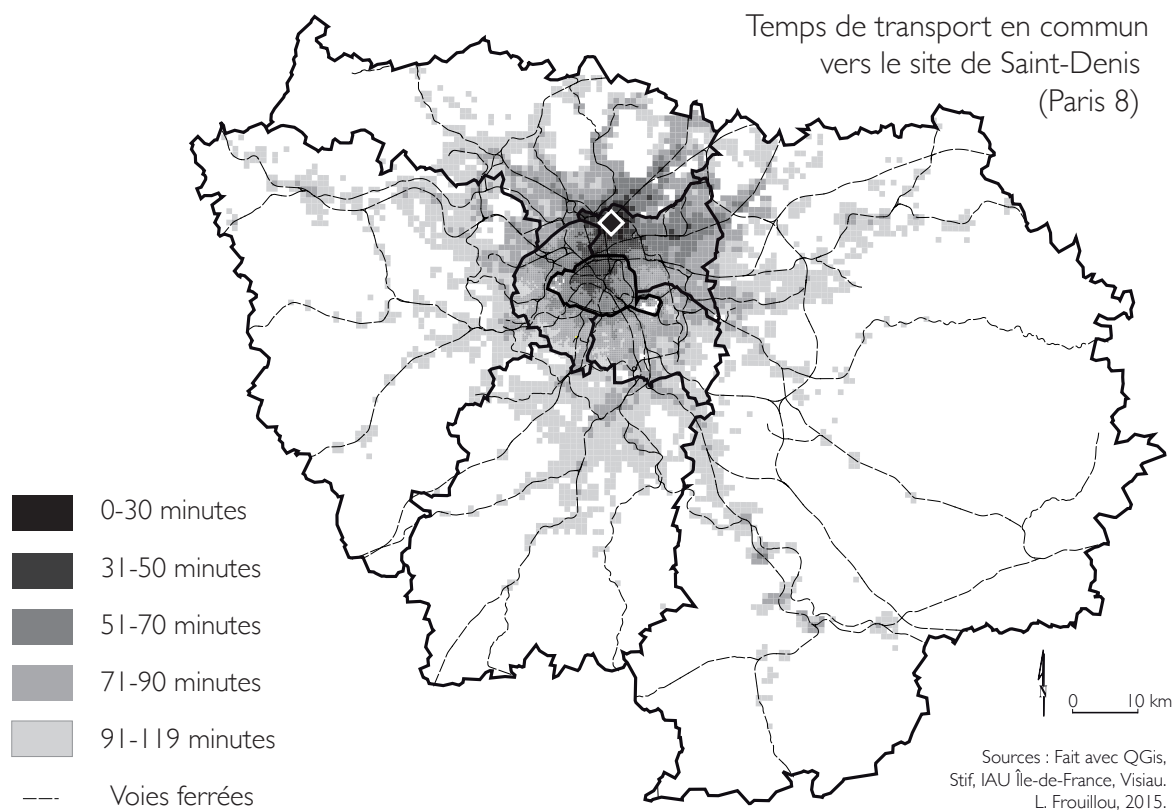 Temps de transport en commun
vers le site de Saint-Denis
(Paris 8)
0-30 minutes
31-50 minutes
51-70 minutes
71-90 minutes
91-119 minutes
Voies ferrées
N
0 10 km
Sources : Fait avec QGis,
Stif, IAU Île-de-France, Visiau.
L. Frouillou, 2015.